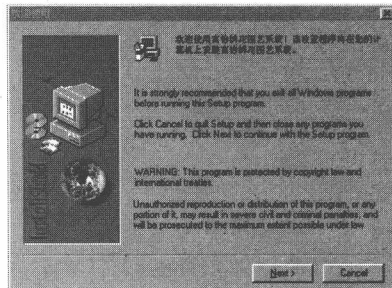 It is strongly recommended that you exit all Windows programs
before running this Setup program.
Click Cancel to quit Setup and then close any programs you
have running. Click Next to continue with the Setup program.
WARNING: This program is protected by copyright law and
international treaties.
Unauthorized reproduction or distribution of this program, or any
portion of it, may result in severe civil and criminal penalties, and
will be prosecuted to the maximum extent possible under law
Next >
Cancel